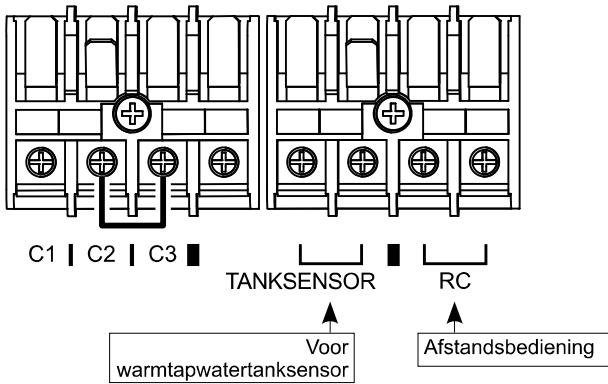 C1 C2 C3
TANKSENSOR RC
Voor
warmtapwatertanksensor
Afstandsbediening